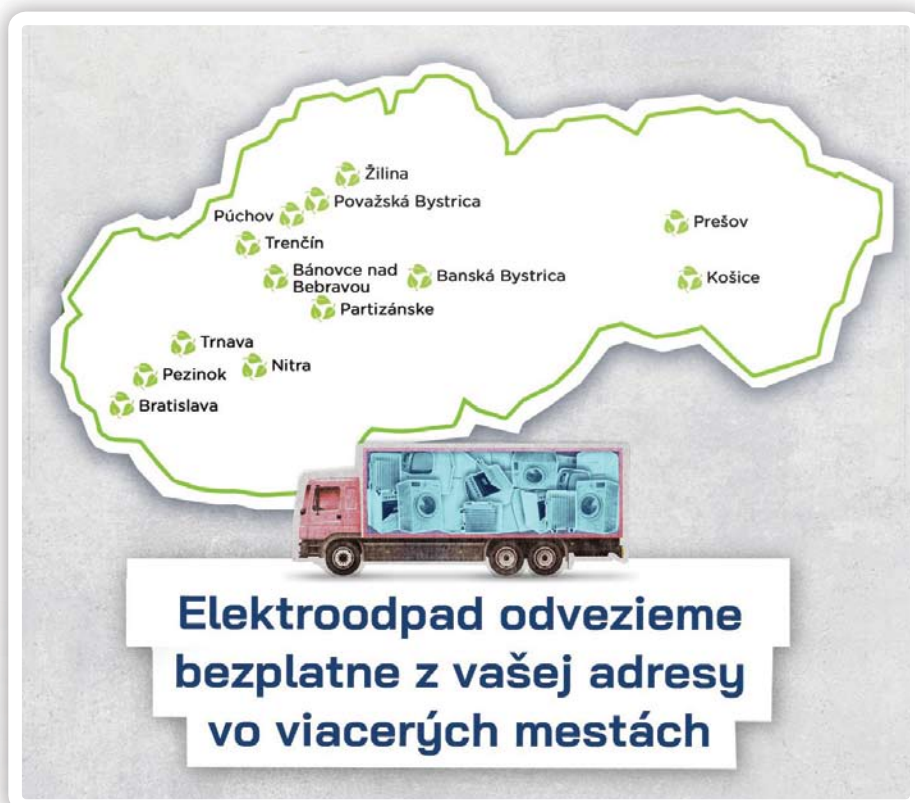 Žilina
Považská Bystrica
Púchov
Trenčín
Prešov
Bánovce nad
Bebravou
Banská Bystrica
Košice
Partizánske
Trnava
Nitra
Pezinok
Bratislava
Elektroodpad odvezieme
bezplatne z vašej adresy
vo viacerých mestách